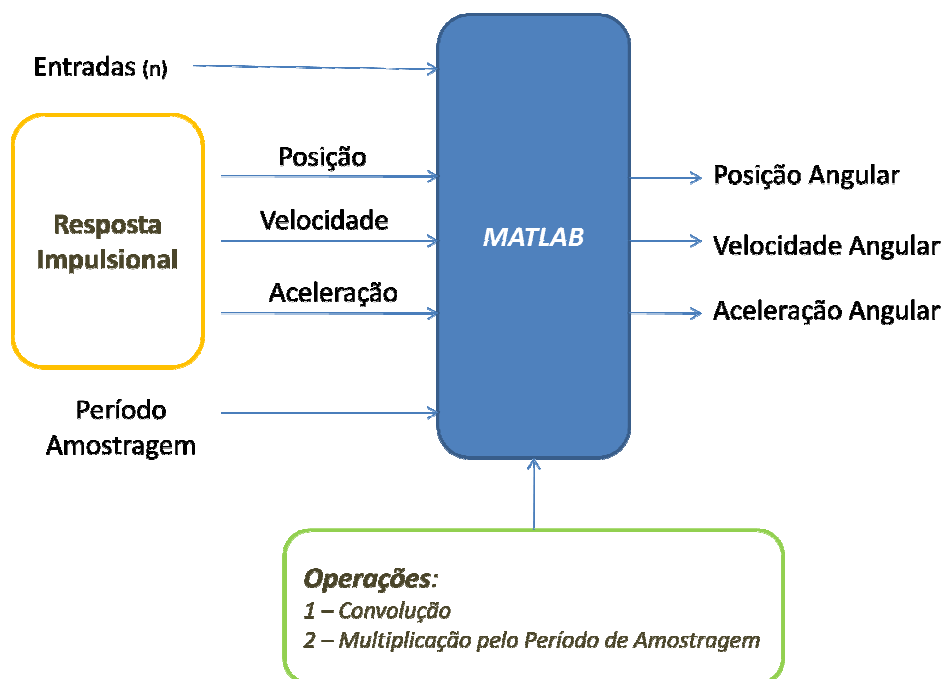 Entradas (n)
Posição
Velocidade
Aceleração
Resposta
Impulsional
Período
Amostragem
MATLAB
Posição Angular
Velocidade Angular
Aceleração Angular
Operações:
1 – Convolução
2 – Multiplicação pelo Período de Amostragem